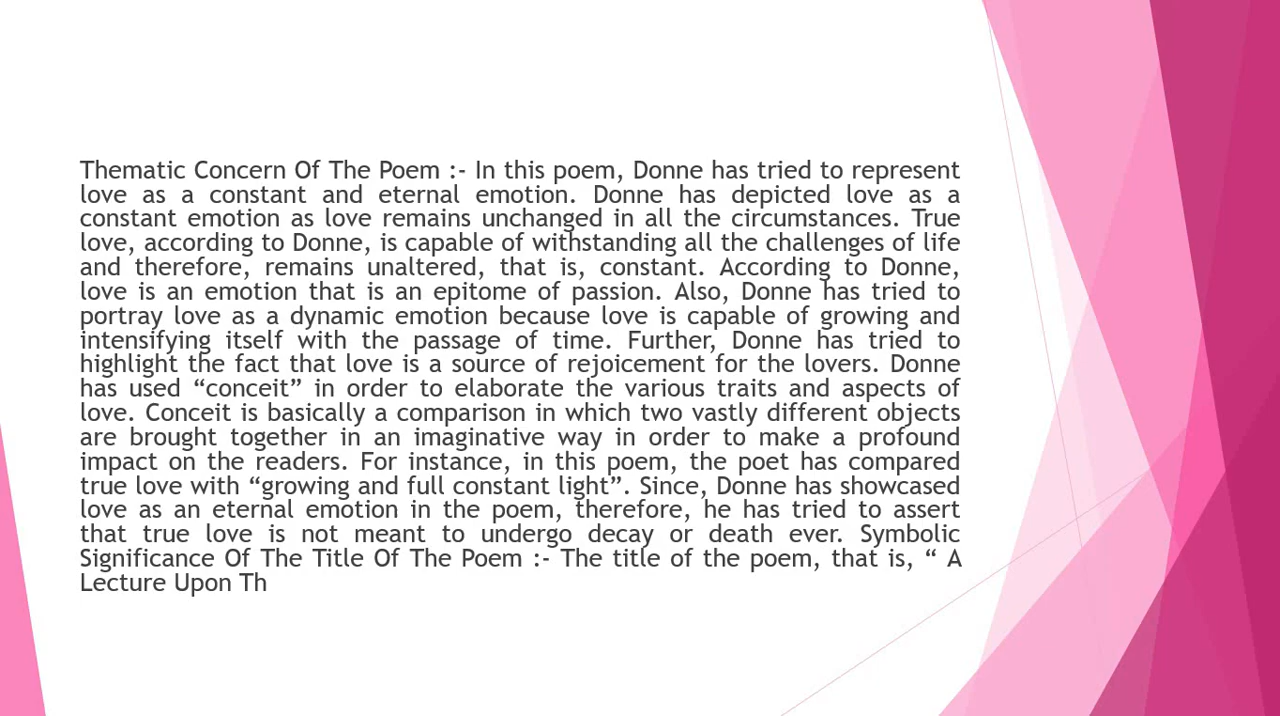 Thematic Concern Of The Poem :- In this poem, Donne has tried to represent
love as a constant and eternal emotion. Donne has depicted love as a
constant emotion as love remains unchanged in all the circumstances. True
love, according to Donne, is capable of withstanding all the challenges of life
and therefore, remains unaltered, that is, constant. According to Donne,
love is an emotion that is an epitome of passion. Also, Donne has tried to
portray love as a dynamic emotion because love is capable of growing and
intensifying itself with the passage of time. Further, Donne has tried to
highlight the fact that love is a source of rejoicement for the lovers. Donne
has used “conceit” in order to elaborate the various traits and aspects of
love. Conceit is basically a comparison in which two vastly different objects
are brought together in an imaginative way in order to make a profound
impact on the readers. For instance, in this poem, the poet has compared
true love with “growing and full constant light”. Since, Donne has showcased
love as an eternal emotion in the poem, therefore, he has tried to assert
that true love is not meant to undergo decay or death ever. Symbolic
Significance Of The Title Of The Poem :- The title of the poem, that is, “ A
Lecture Upon Th